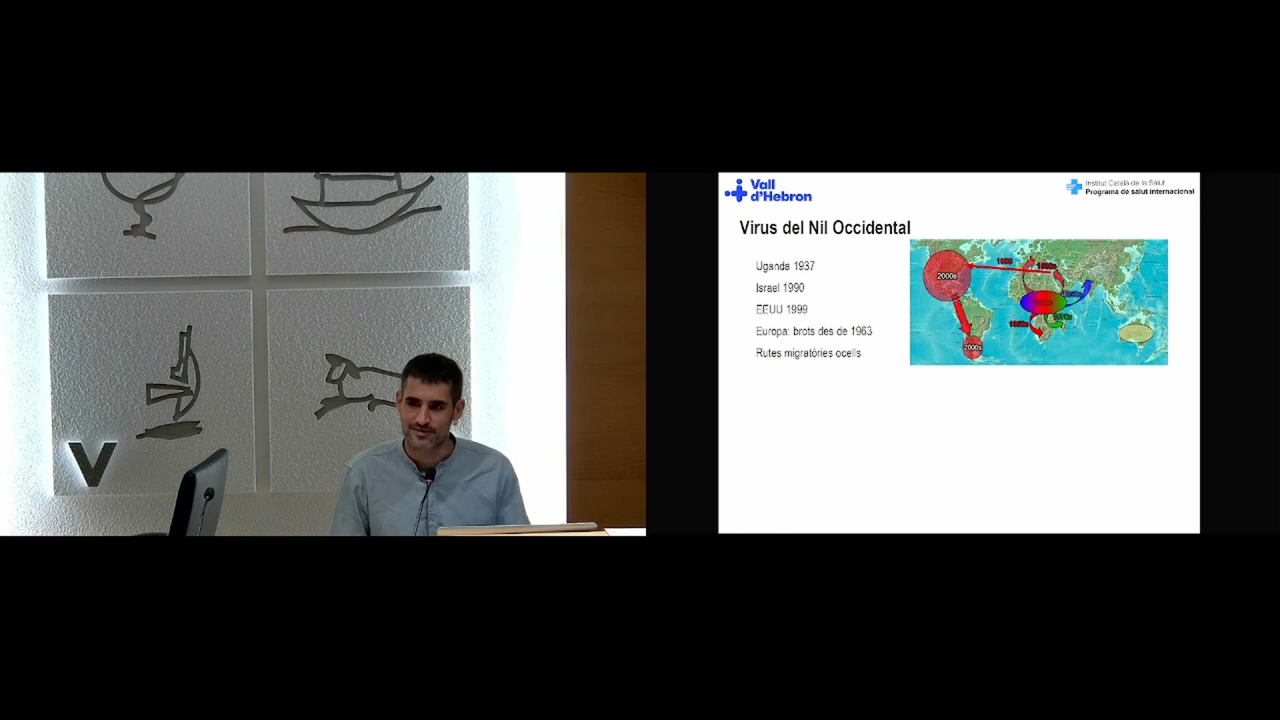 V
Vall
d'Hebron
Institut Català de la Salut
Programa de salut internacional
Virus del Nil Occidental
Uganda 1937
Israel 1990
EEUU 1999
Europa: brots des de 1963
Rutes migratòries ocells
2000s
2000s